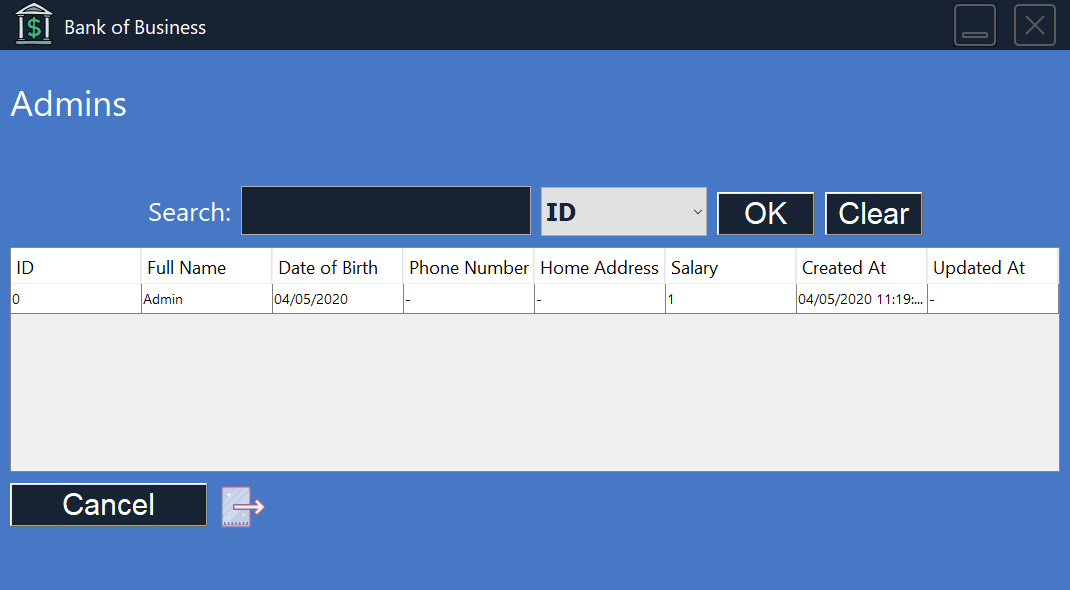 $ Bank of Business
Admins
Search: ID OK Clear
ID Full Name Date of Birth Phone Number Home Address Salary Created At Updated At
0 Admin 04/05/2020 - - 1 04/05/2020 11:19:... -
Cancel